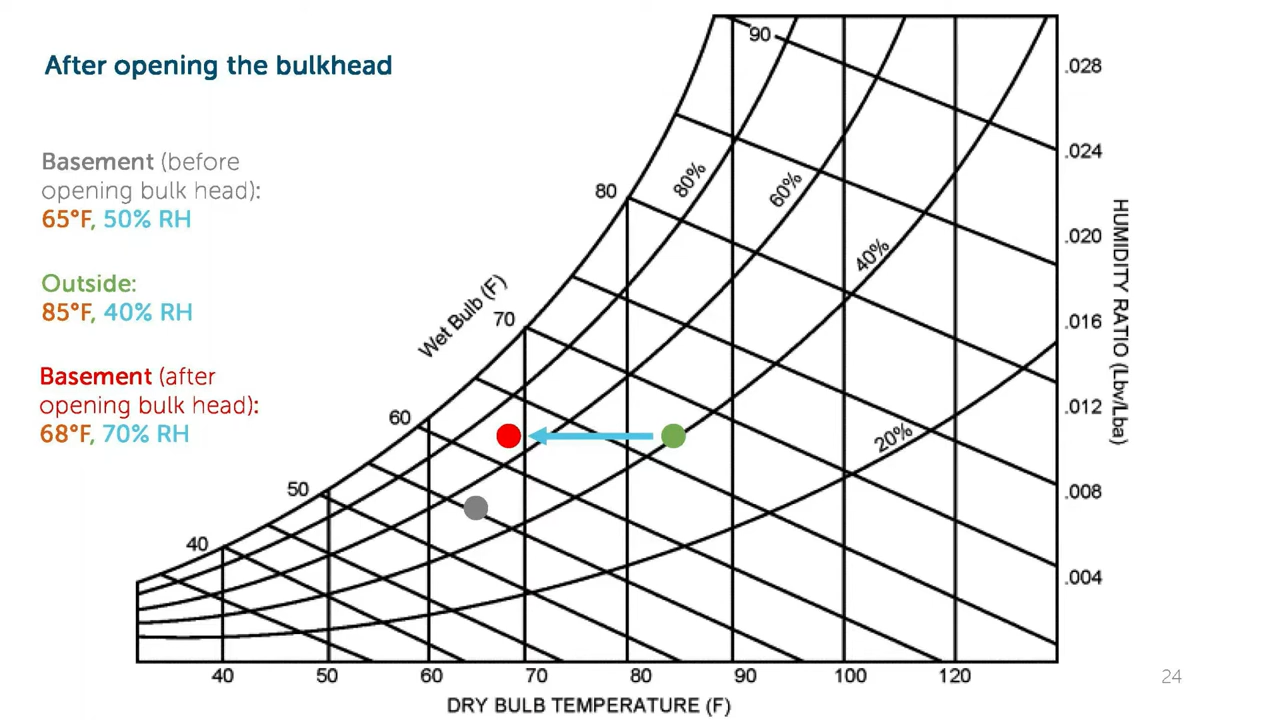 After opening the bulkhead
Basement (before
opening bulk head):
65°F, 50% RH
Outside:
85°F, 40% RH
Basement (after
opening bulk head):
68°F, 70% RH
90
80
70
60
50
40
Wet Bulb (F)
80%
60%
40%
20%
.028
.024
.020
.016
.012
.008
.004
HUMIDITY RATIO (Lbv/Lba)
40 50 60 70 80 90 100 120
DRY BULB TEMPERATURE (F)
24